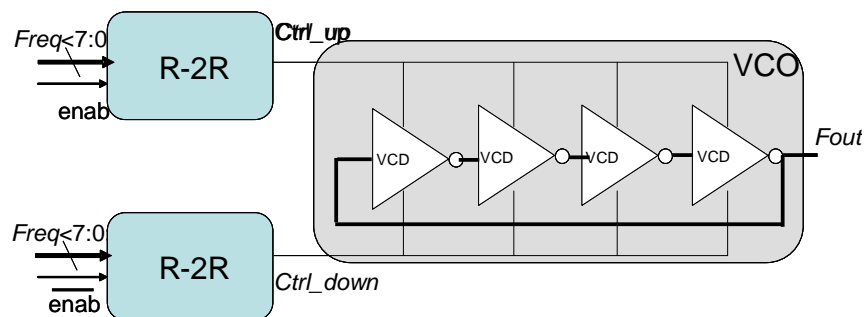 Ctrl_up
Freq<7:0
R-2R
enab
VCO
VCD
VCD
VCD
VCD
Fout
Freq<7:0
R-2R
enab
Ctrl_down